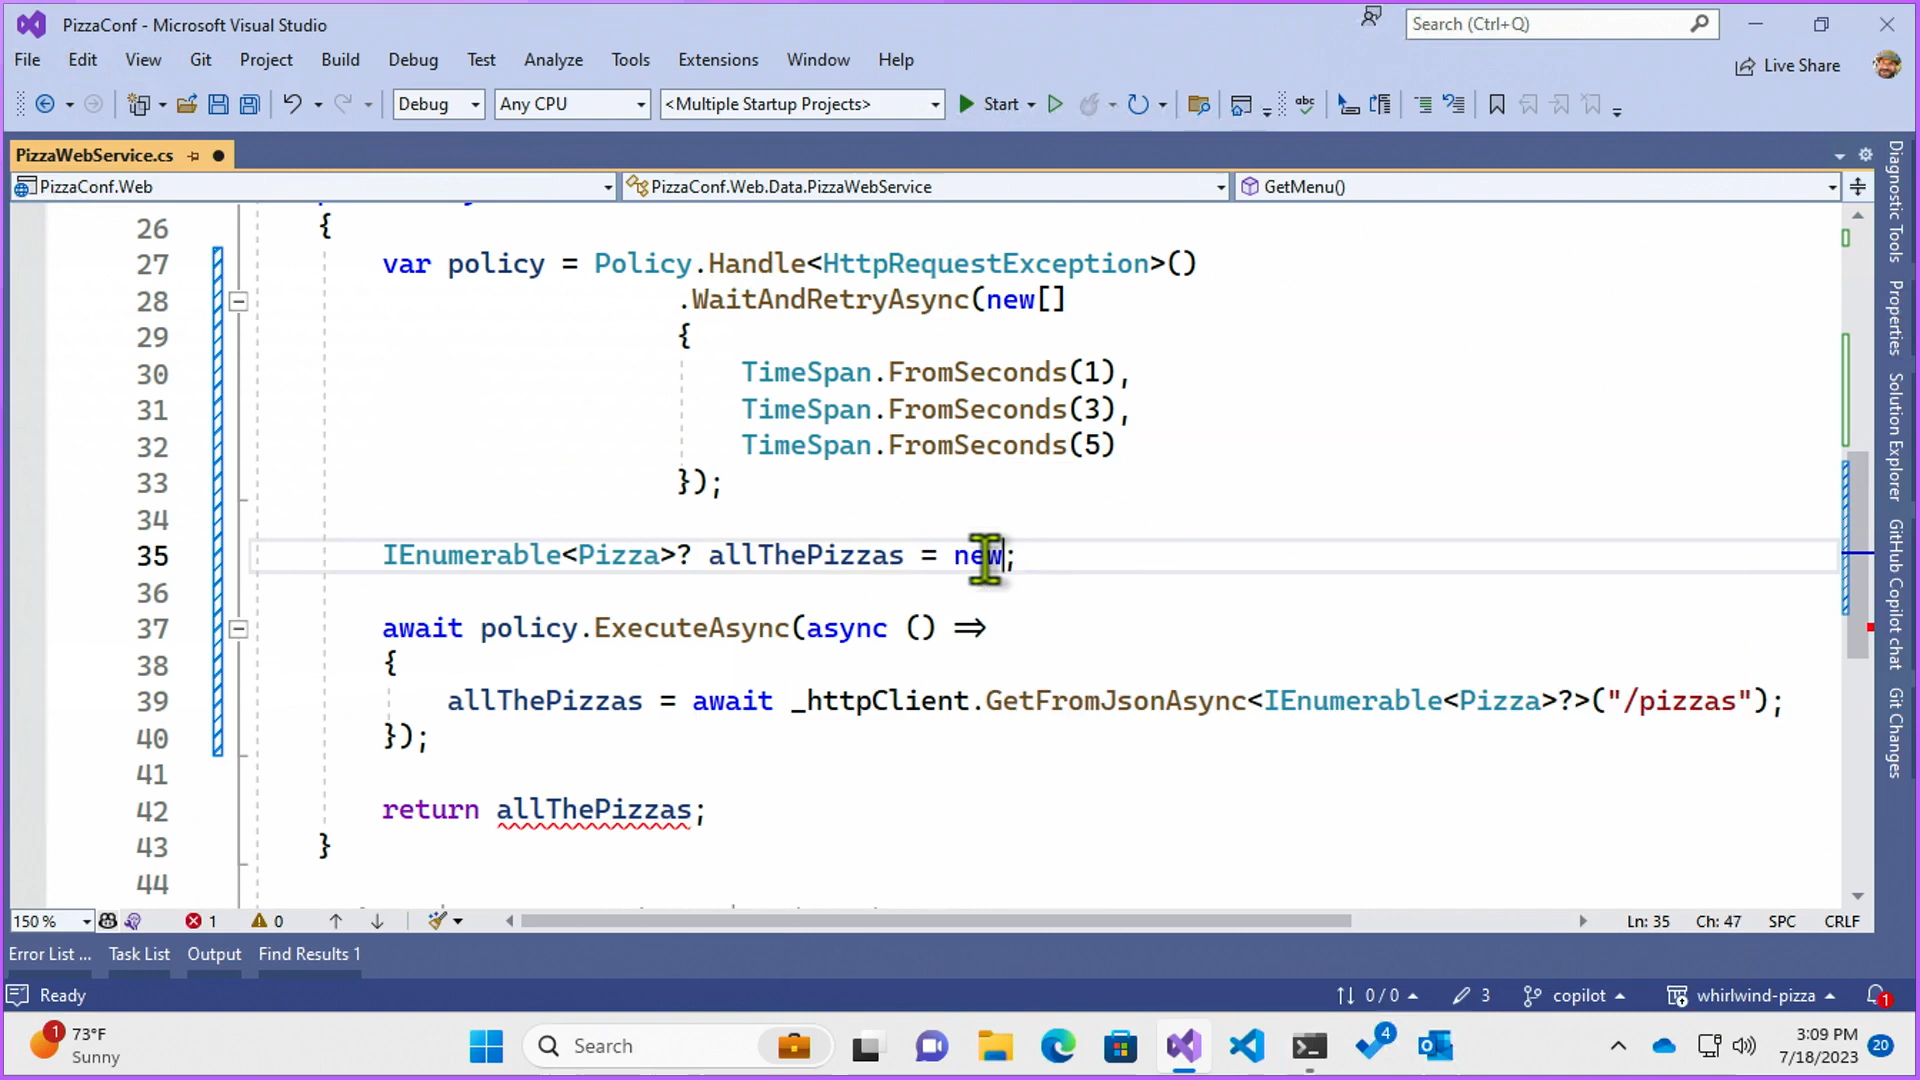 PizzaConf - Microsoft Visual Studio
Search (Ctrl+Q)
File Edit View Git Project Build Debug Test Analyze Tools Extensions Window Help
Live Share
Debug Any CPU <Multiple Startup Projects> Start
PizzaWebService.cs
PizzaConf.Web PizzaConf.Web.Data.PizzaWebService GetMenu()
26 {
27 var policy = Policy.Handle<HttpRequestException>()
28 .WaitAndRetryAsync(new[]
29 {
30 TimeSpan.FromSeconds(1),
31 TimeSpan.FromSeconds(3),
32 TimeSpan.FromSeconds(5)
33 });
34
35 IEnumerable<Pizza>? allThePizzas = new;
36
37 await policy.ExecuteAsync(async () =>
38 {
39 allThePizzas = await _httpClient.GetFromJsonAsync<IEnumerable<Pizza>?>("/pizzas");
40 });
41
42 return allThePizzas;
43 }
44
Diagnostic Tools
Properties
Solution Explorer
GitHub Copilot chat
Git Changes
150 % 1 0 Ln: 35 Ch: 47 SPC CRLF
Error List ... Task List Output Find Results 1
Ready 0 / 0 3 copilot whirlwind-pizza 1
1 73°F
Sunny
Search
abc
4
3:09 PM
7/18/2023
20